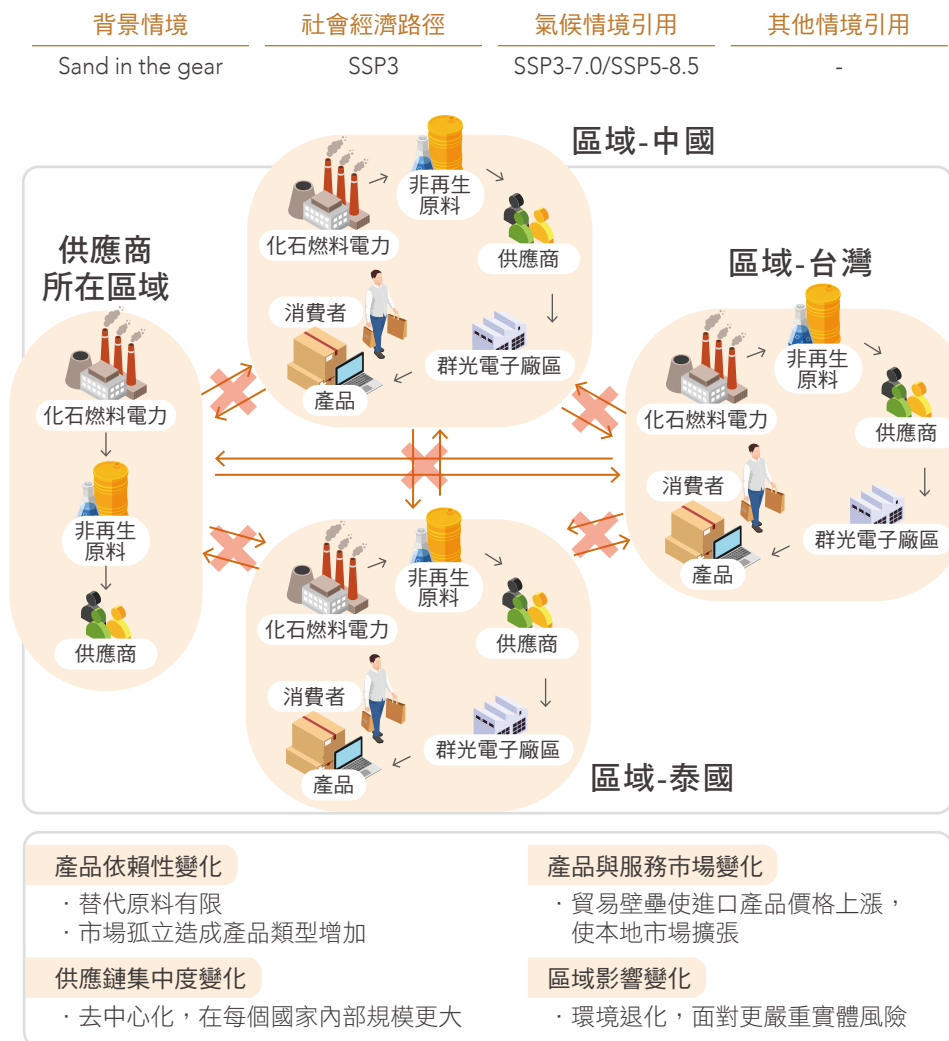 背景情境 社會經濟路徑 氣候情境引用 其他情境引用
Sand in the gear SSP3 SSP3-7.0/SSP5-8.5 -
區域-中國
非再生
原料
化石燃料電力
供應商
消費者
群光電子廠區
產品
供應商
所在區域
化石燃料電力
非再生
原料
供應商
區域-台灣
非再生
原料
化石燃料電力
供應商
消費者
群光電子廠區
產品
非再生
原料
化石燃料電力
供應商
消費者
群光電子廠區
產品
區域-泰國
產品依賴性變化
·替代原料有限
·市場孤立造成產品類型增加
供應鏈集中度變化
·去中心化,在每個國家內部規模更大
產品與服務市場變化
·貿易壁壘使進口產品價格上漲,
使本地市場擴張
區域影響變化
·環境退化,面對更嚴重實體風險